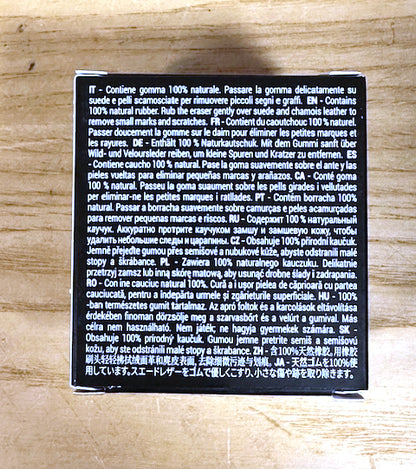 IT - Contiene gomma 100% naturale. Passare la gomma delicatamente su
suede e pelli scamosciate per rimuovere piccoli segni e graffi. EN - Contains
100% natural rubber. Rub the eraser gently over suede and chamois leather to
remove small marks and scratches. FR - Contient du caoutchouc 100 % naturel.
Passer doucement la gomme sur le daim pour éliminer les petites marques et
les rayures. DE - Enthält 100 % Naturkautschuk. Mit dem Gummi sanft über
Wild- und Veloursleder reiben, um kleine Spuren und Kratzer zu entfernen. ES
- Contiene caucho 100 % natural. Pase la goma suavemente sobre el ante y las
pieles vueltas para eliminar pequeñas marcas y arañazos. CA - Conté goma
100 % natural. Passeu la goma suaument sobre les pells girades i vellutades
per eliminar-ne les petites marques i ratllades. PT - Contém borracha 100%
natural. Passar a borracha suavemente sobre camurças e peles acamurçadas
para remover pequenas marcas e riscos. RU - Содержит 100 % натуральный
каучук. Аккуратно протрите каучуком замшу и замшевую кожу, чтобы
удалить небольшие следы и царапины. CZ - Obsahuje 100% přírodní kaučuk.
Lemně přejeďte gumou přes semišové a nubukové kůže, abyste odstranili malé
stopy a škrábance. PL - Zawiera 100% naturalnego kauczuku. Delikatnie
przetrzyj zamsz lub inną skórę matową, aby usunąć drobne ślady i zadrapania.
RO - Con ine cauciuc natural 100%. Cură a i ușor pielea de căprioară cu partea
cauciucată, pentru a îndepărta urmele și zgârieturile superficiale. HU - 100%
-ban természetes gumit tartalmaz. Az apró foltok és a karcolások eltávolítása
érdekében finoman dörzsölje meg a szarvasbőrt és a velúrt a gumival. Más
célra nem használható. Nem játék; ne hagyja gyermekek számára. SK -
Obsahuje 100% prírodný kaučuk. Gumou jemne pretrite semiš a semišovú
kožu, aby ste odstránili malé stopy a škrabance. ZH - 含100%天然橡胶。用橡胶
刷头轻轻拂拭绒面革和麂皮表面，去除细微污迹与划痕。JA - 天然ゴムを100%使
用しています。スエードレザーをゴムで優しくこすり、小さな傷や跡を取り除きます。